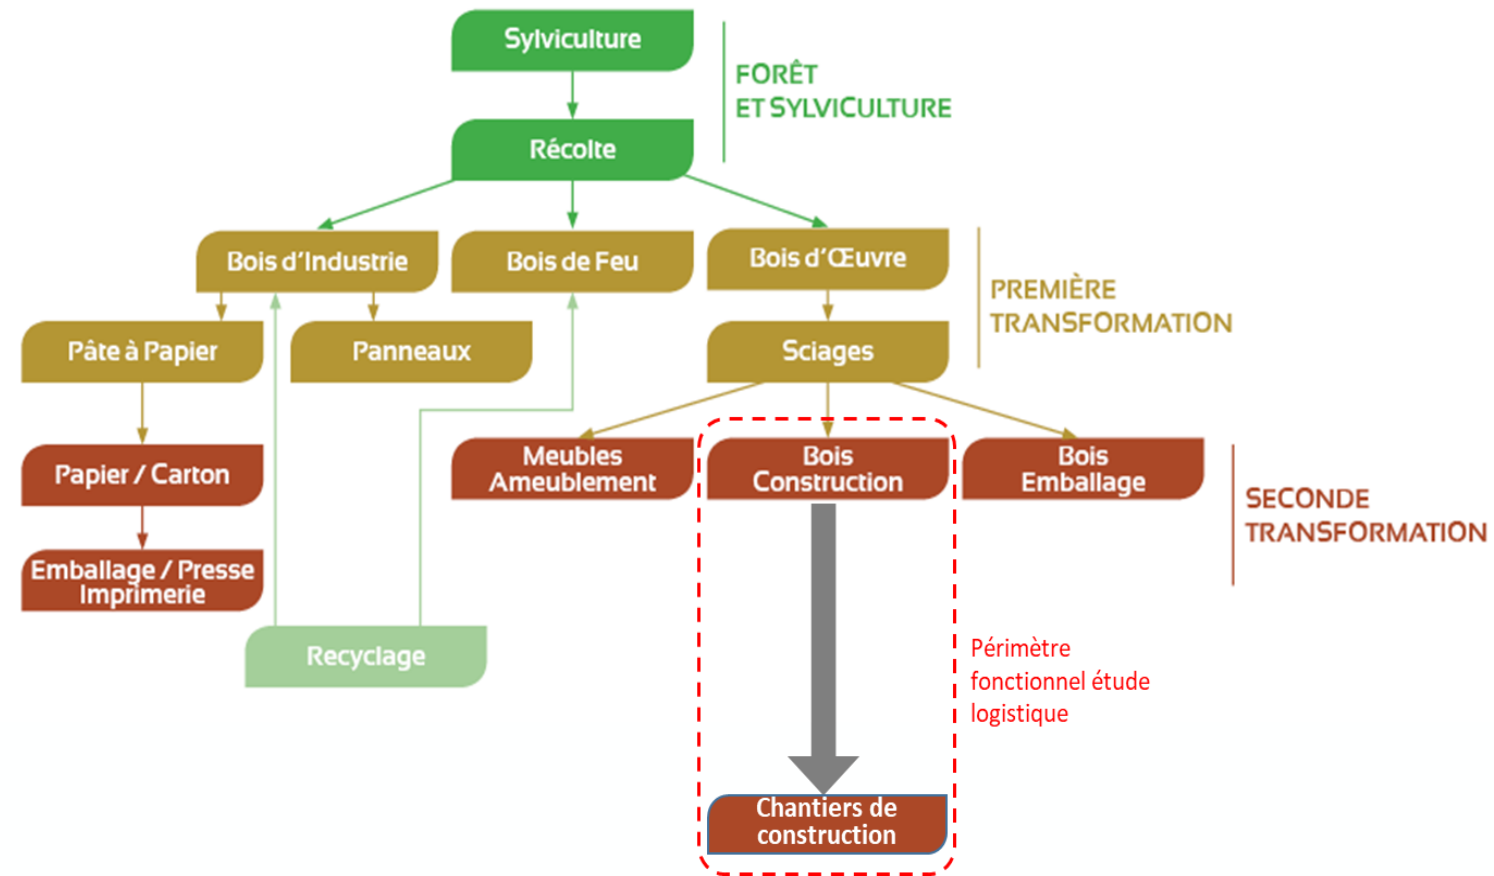 Sylviculture
FORÊT
ET SYLVICULTURE
Récolte
Bois d'Industrie
Bois de Feu
Bois d'Œuvre
PREMIÈRE
TRANSFORMATION
Pâte à Papier
Panneaux
Sciages
Papier / Carton
Meubles
Ameublement
Bois
Construction
Bois
Emballage
SECONDE
TRANSFORMATION
Emballage / Presse
Imprimerie
Recyclage
Périmètre
fonctionnel étude
logistique
Chantiers de
construction